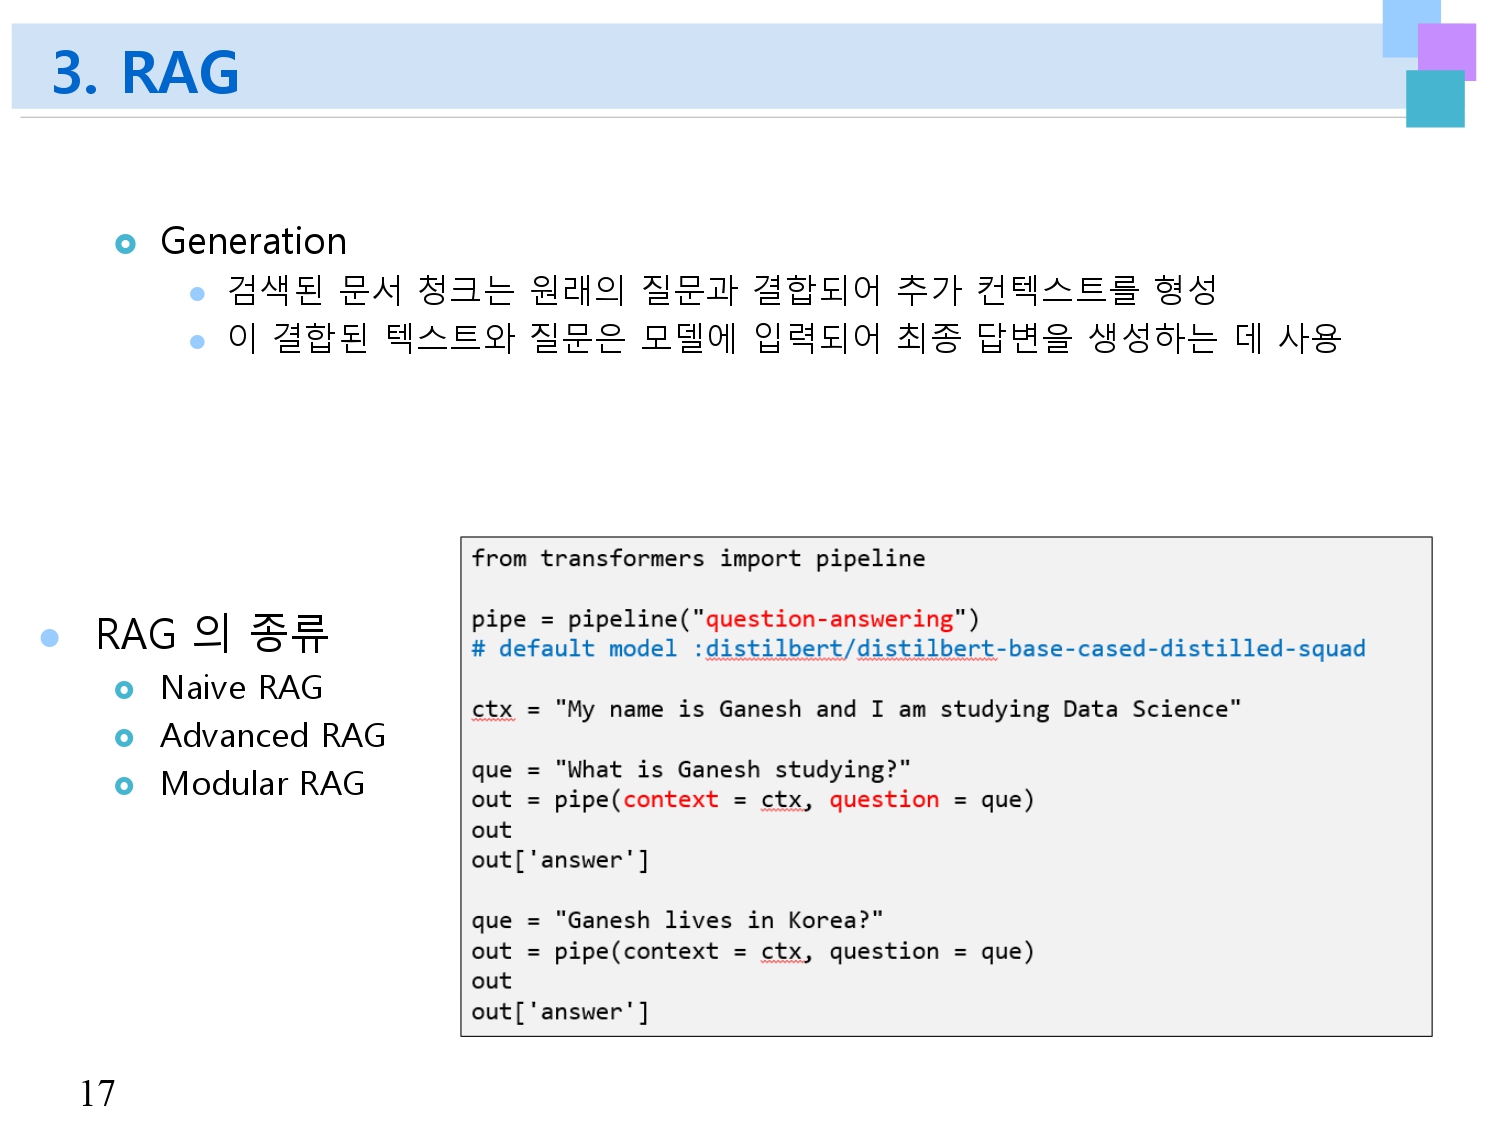 3. RAG
Generation
검색된 문서 청크는 원래의 질문과 결합되어 추가 컨텍스트를 형성
이 결합된 텍스트와 질문은 모델에 입력되어 최종 답변을 생성하는 데 사용
RAG 의 종류
Naive RAG
Advanced RAG
Modular RAG
from transformers import pipeline
pipe = pipeline("question-answering")
# default model :distilbert/distilbert-base-cased-distilled-squad
ctx = "My name is Ganesh and I am studying Data Science"
que = "What is Ganesh studying?"
out = pipe(context = ctx, question = que)
out
out['answer']
que = "Ganesh lives in Korea?"
out = pipe(context = ctx, question = que)
out
out['answer']
17